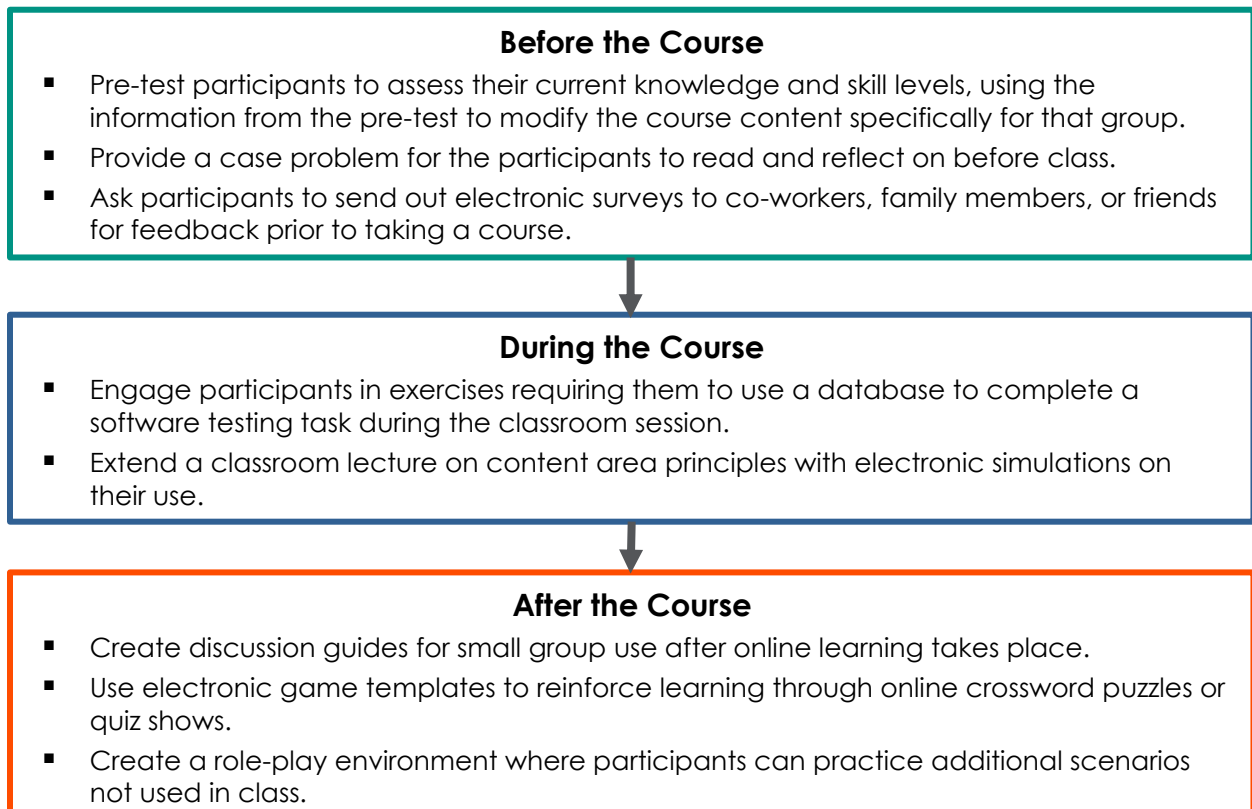 Before the Course
▪ Pre-test participants to assess their current knowledge and skill levels, using the
information from the pre-test to modify the course content specifically for that group.
▪ Provide a case problem for the participants to read and reflect on before class.
▪ Ask participants to send out electronic surveys to co-workers, family members, or friends
for feedback prior to taking a course.
During the Course
▪ Engage participants in exercises requiring them to use a database to complete a
software testing task during the classroom session.
▪ Extend a classroom lecture on content area principles with electronic simulations on
their use.
After the Course
▪ Create discussion guides for small group use after online learning takes place.
▪ Use electronic game templates to reinforce learning through online crossword puzzles or
quiz shows.
▪ Create a role-play environment where participants can practice additional scenarios
not used in class.